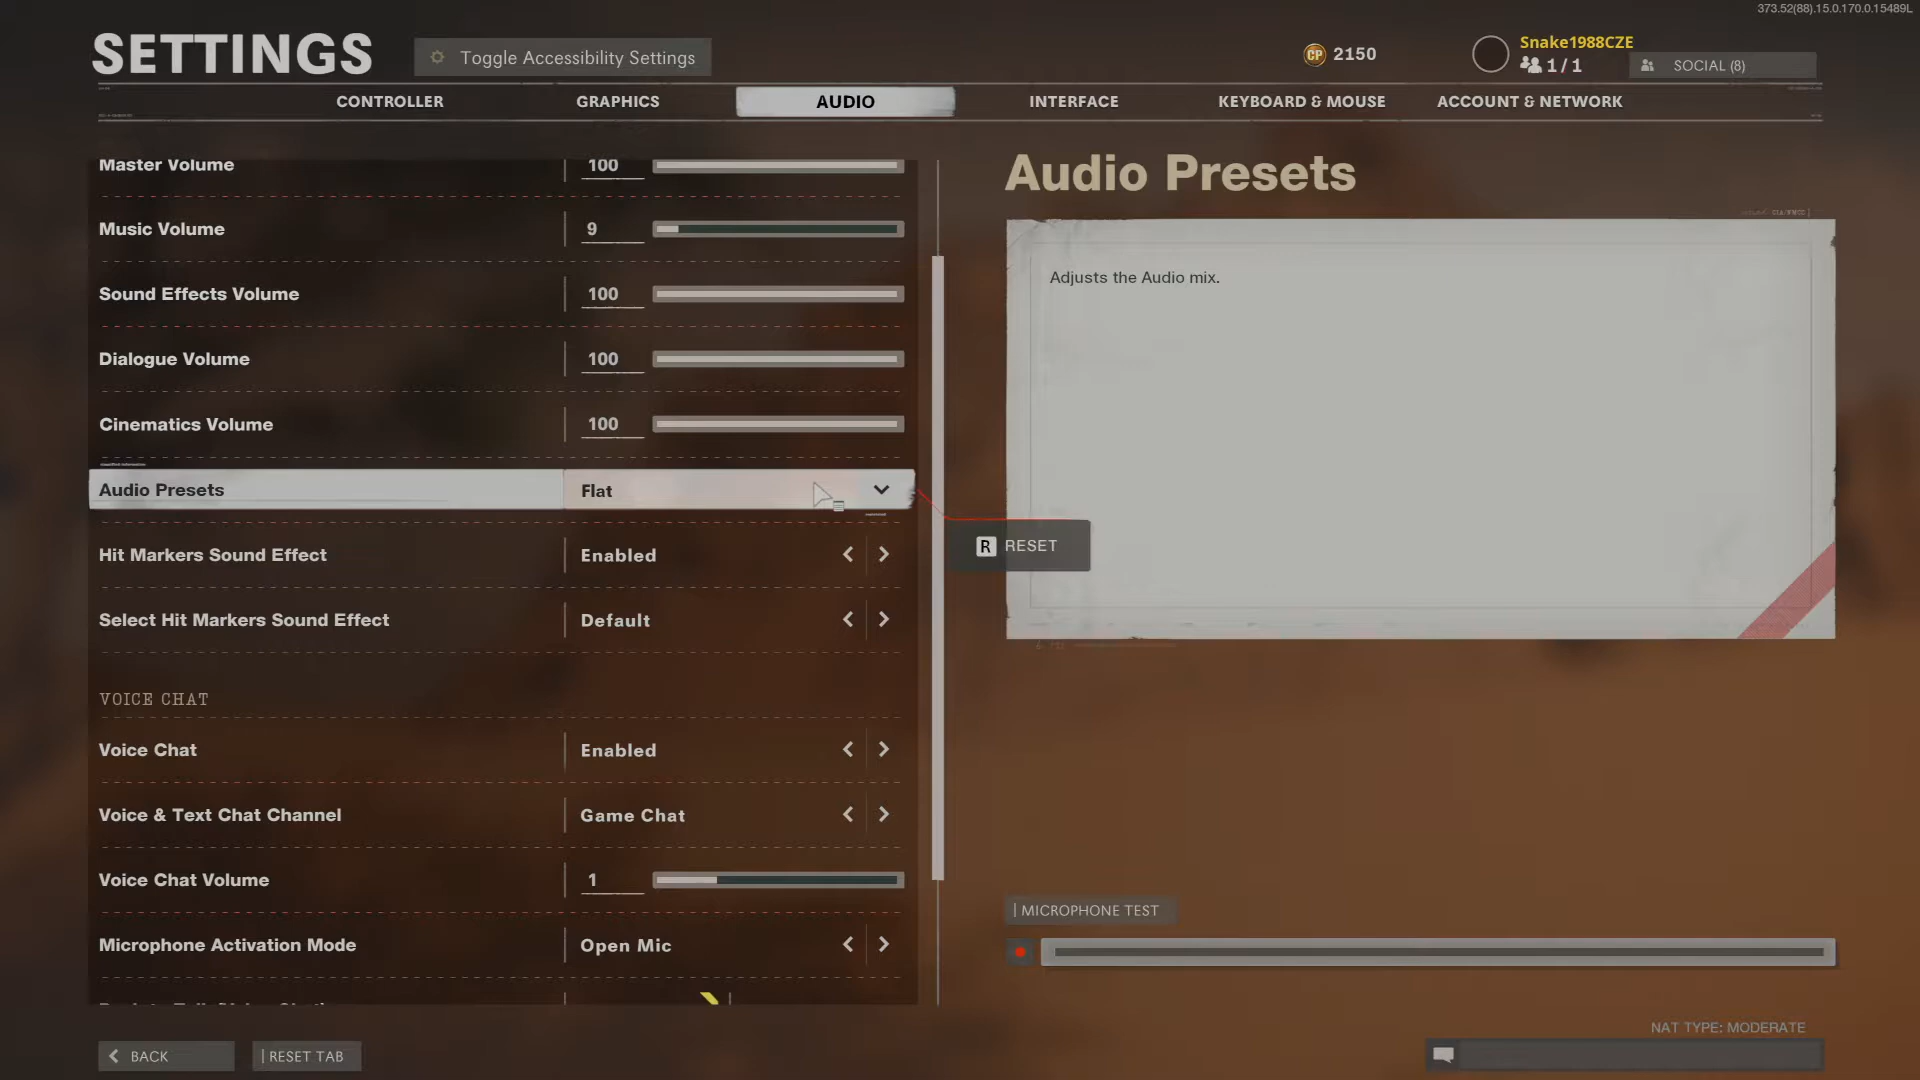 373.52(88).15.0.170.0.15489L
SETTINGS
Toggle Accessibility Settings
CP 2150
Snake1988CZE
1 / 1
SOCIAL (8)
CONTROLLER
GRAPHICS
AUDIO
INTERFACE
KEYBOARD & MOUSE
ACCOUNT & NETWORK
Master Volume 100
Music Volume 9
Sound Effects Volume 100
Dialogue Volume 100
Cinematics Volume 100
Audio Presets Flat
Hit Markers Sound Effect Enabled
Select Hit Markers Sound Effect Default
VOICE CHAT
Voice Chat Enabled
Voice & Text Chat Channel Game Chat
Voice Chat Volume 1
Microphone Activation Mode Open Mic
Audio Presets
Adjusts the Audio mix.
R RESET
MICROPHONE TEST
NAT TYPE: MODERATE
BACK
RESET TAB